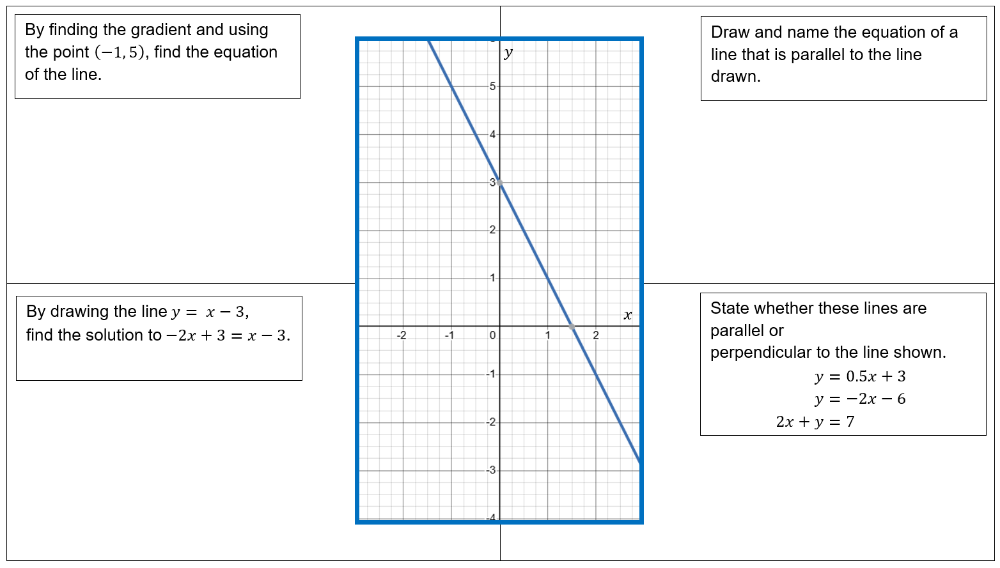 By finding the gradient and using
the point (−1, 5), find the equation
of the line.
Draw and name the equation of a
line that is parallel to the line
drawn.
y
5
4
3
2
1
x
-2 -1 0 1 2
-1
-2
-3
-4
By drawing the line y = x − 3,
find the solution to −2x + 3 = x − 3.
State whether these lines are
parallel or
perpendicular to the line shown.
y = 0.5x + 3
y = −2x − 6
2x + y = 7